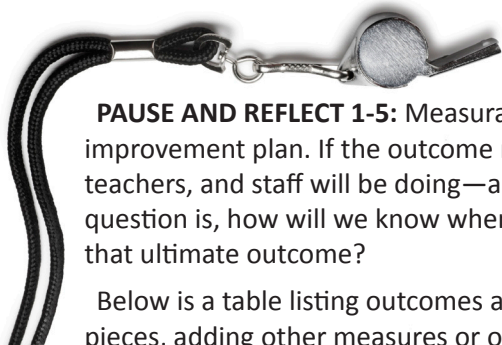 PAUSE AND REFLECT 1-5: Measura
improvement plan. If the outcome
teachers, and staff will be doing—a
question is, how will we know wher
that ultimate outcome?
Below is a table listing outcomes a
pieces, adding other measures or o